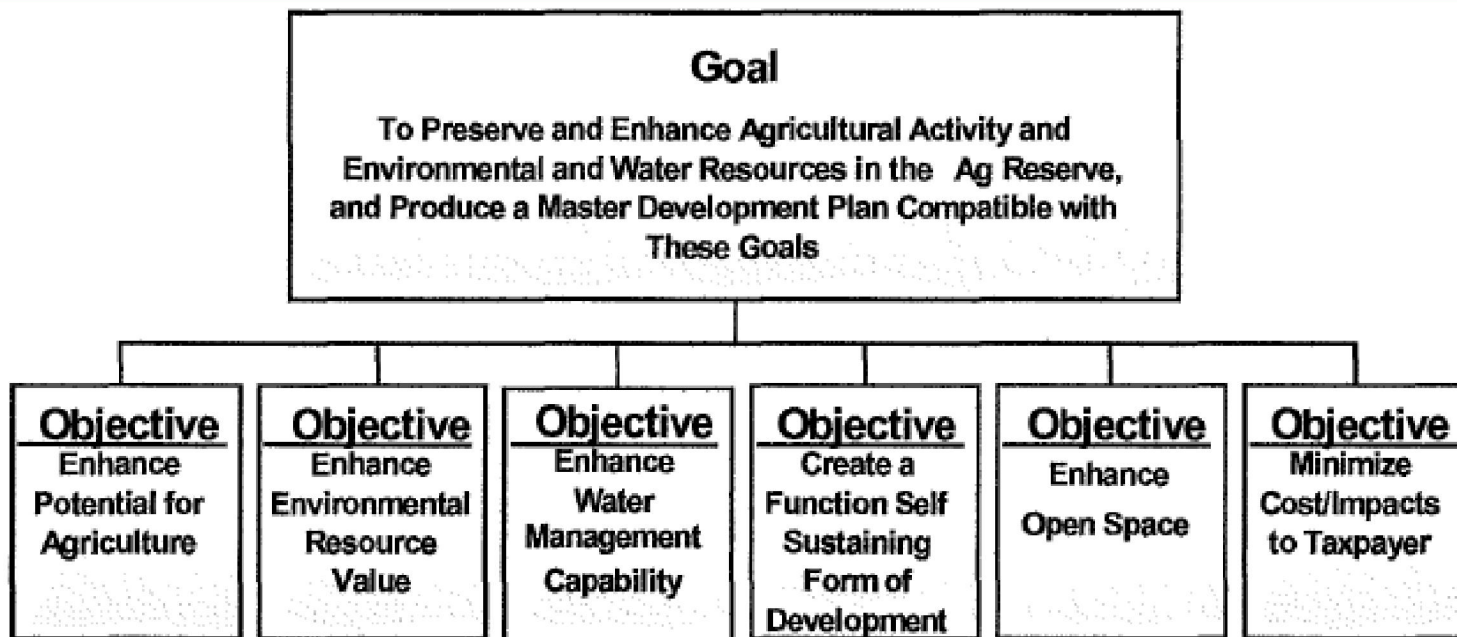 Goal
To Preserve and Enhance Agricultural Activity and
Environmental and Water Resources in the Ag Reserve,
and Produce a Master Development Plan Compatible with
These Goals
Objective
Enhance
Potential for
Agriculture
Objective
Enhance
Environmental
Resource
Value
Objective
Enhance
Water
Management
Capability
Objective
Create a
Function Self
Sustaining
Form of
Development
Objective
Enhance
Open Space
Objective
Minimize
Cost/Impacts
to Taxpayer